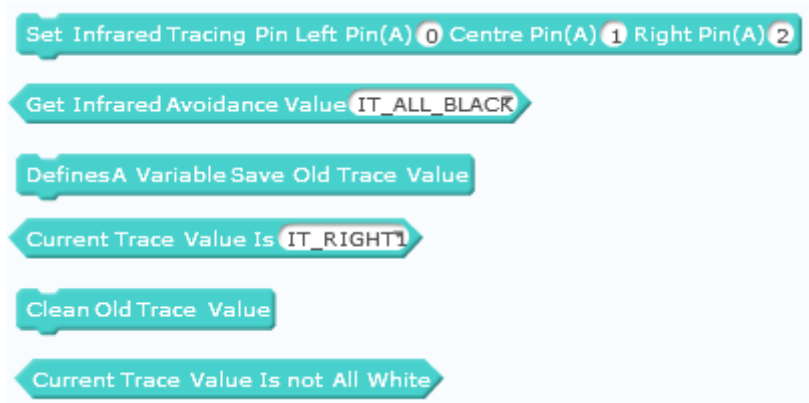 Set Infrared Tracing Pin Left Pin(A) 0 Centre Pin(A) 1 Right Pin(A) 2
Get Infrared Avoidance Value IT_ALL_BLACK
Defines A Variable Save Old Trace Value
Current Trace Value Is IT_RIGHT1
Clean Old Trace Value
Current Trace Value Is not All White